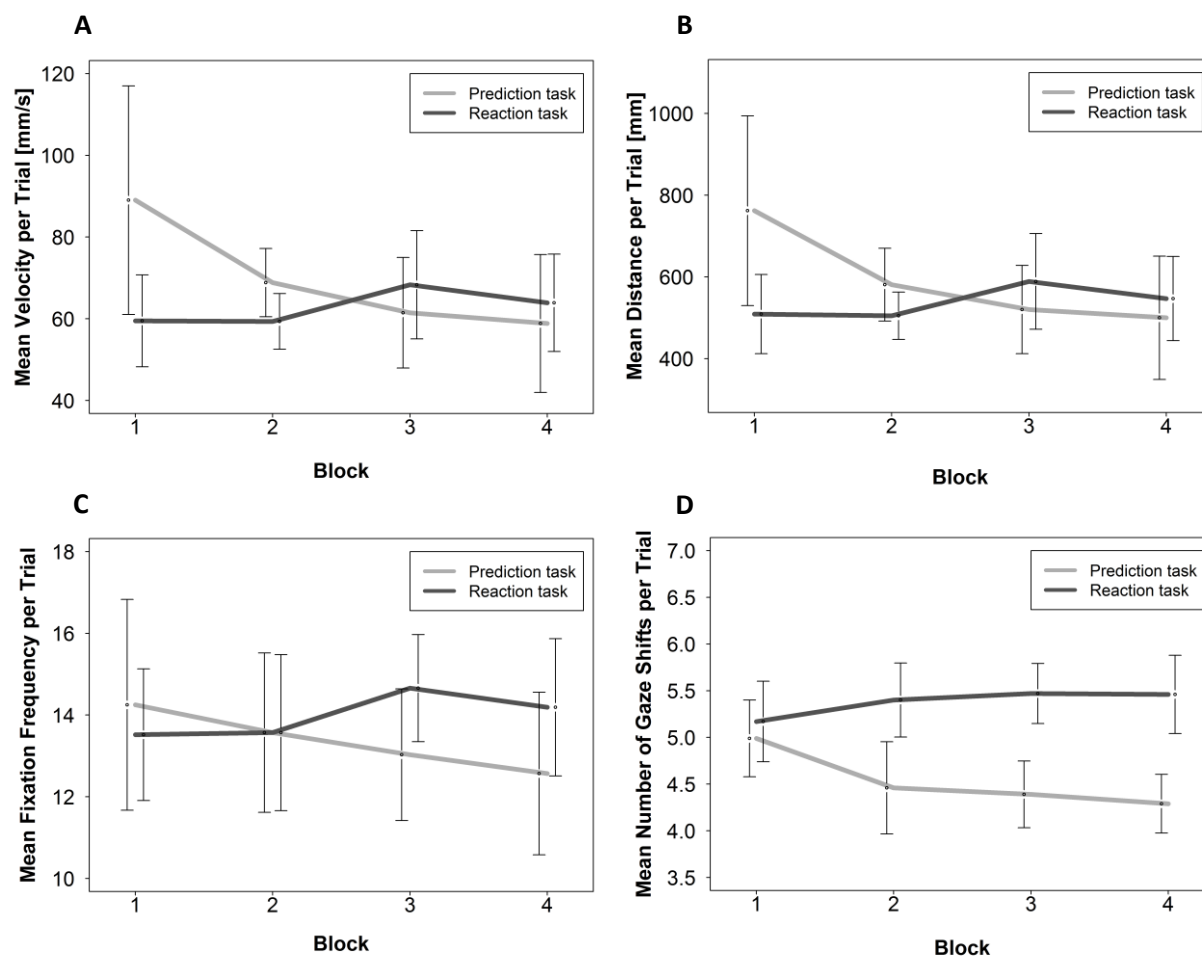 A
Mean Velocity per Trial [mm/s]
120
100
80
60
40
Prediction task
Reaction task
1 2 3 4
Block
B
Mean Distance per Trial [mm]
1000
800
600
400
Prediction task
Reaction task
1 2 3 4
Block
C
Mean Fixation Frequency per Trial
18
16
14
12
10
Prediction task
Reaction task
1 2 3 4
Block
D
Mean Number of Gaze Shifts per Trial
7.0
6.5
6.0
5.5
5.0
4.5
4.0
3.5
Prediction task
Reaction task
1 2 3 4
Block